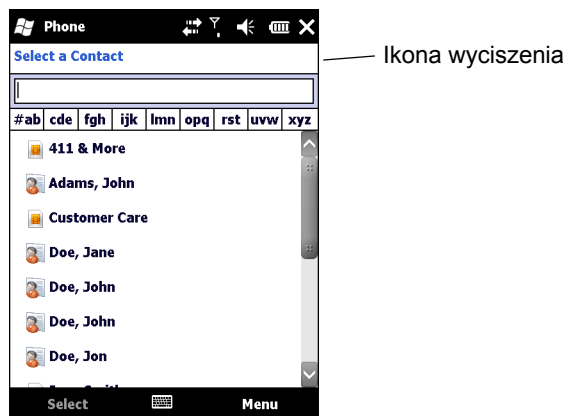 Phone
Select a Contact
Ikona wyciszenia
#ab cde fgh ijk lmn opq rst uvw xyz
411 & More
Adams, John
Customer Care
Doe, Jane
Doe, John
Doe, John
Doe, Jon
Select Menu